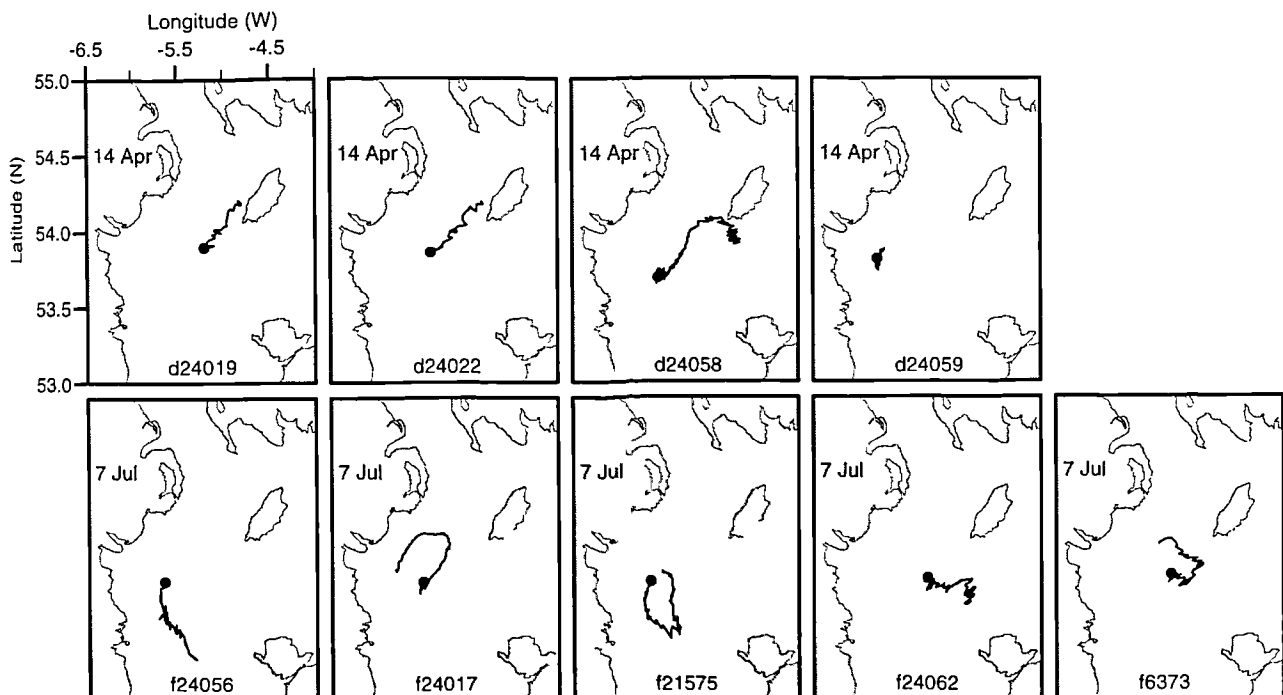 Longitude (W)
-6.5 -5.5 -4.5
Latitude (N)
55.0
54.5
54.0
53.5
53.0
14 Apr
d24019
14 Apr
d24022
14 Apr
d24058
14 Apr
d24059
7 Jul
f24056
7 Jul
f24017
7 Jul
f21575
7 Jul
f24062
7 Jul
f6373